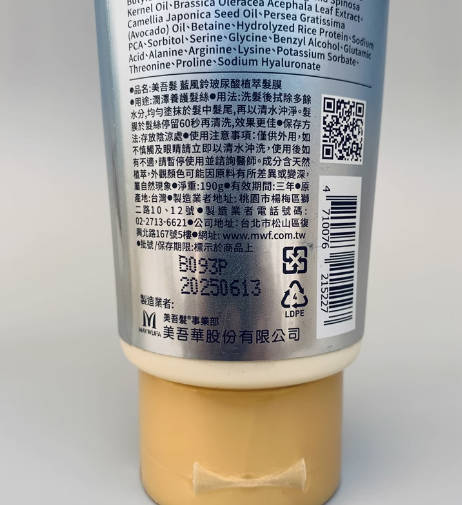 Kernel Oil·Brassica Oleracea Acephala Leaf Extract·
Camellia Japonica Seed Oil·Persea Gratissima
(Avocado) Oil·Betaine·Hydrolyzed Rice Protein·Sodium
PCA·Sorbitol·Serine·Glycine·Benzyl Alcohol·Glutamic
Acid·Alanine·Arginine·Lysine·Potassium Sorbate·
Threonine·Proline·Sodium Hyaluronate
●品名:美吾髮 藍風鈴玻尿酸植萃髮膜
●用途:潤澤養護髮絲●用法:洗髮後拭除多餘
水分,均勻塗抹於髮中髮尾,再以清水沖淨。髮
膜於髮絲停留60秒再清洗,效果更佳●保存方
法:存放陰涼處●使用注意事項:僅供外用,如
不慎觸及眼睛請立即以清水沖洗,使用後如
有不適,請暫停使用並諮詢醫師。成分含天然
植萃,外觀顏色可能因原料有所差異或變深,
屬自然現象●淨重:190g●有效期間:三年●原
產地:台灣●製造場地址:桃園市楊梅區獅
二路10、12號●製造業者電話號碼:
02-2713-6621●公司地址:台北市松山區復
興北路167號5樓●網址:www.mwf.com.tw
●批號/保存期限:標示於商品上
B093P
20250613
製造業者:
MAYWUFA
美吾髮®事業部
美吾華股份有限公司
LDPE
4 710076 215227